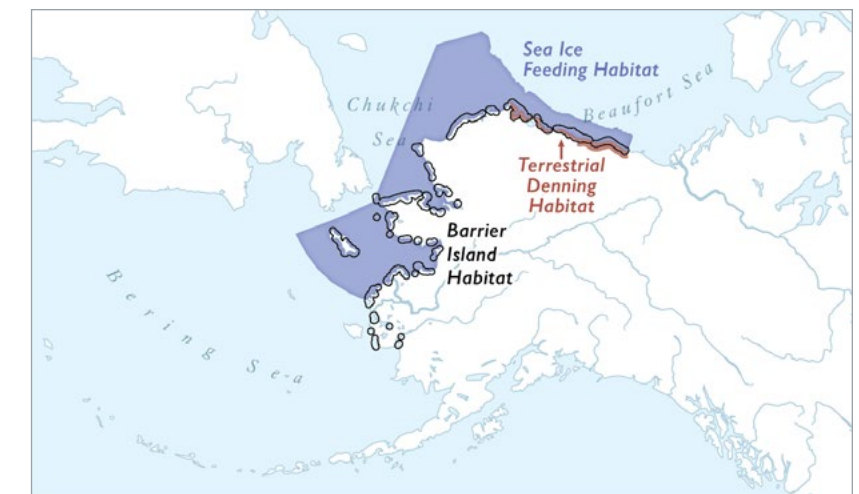 Sea Ice
Feeding Habitat
Chukchi
Sea
Beaufort Sea
Terrestrial
Denning
Habitat
Barrier
Island
Habitat
Bering Sea